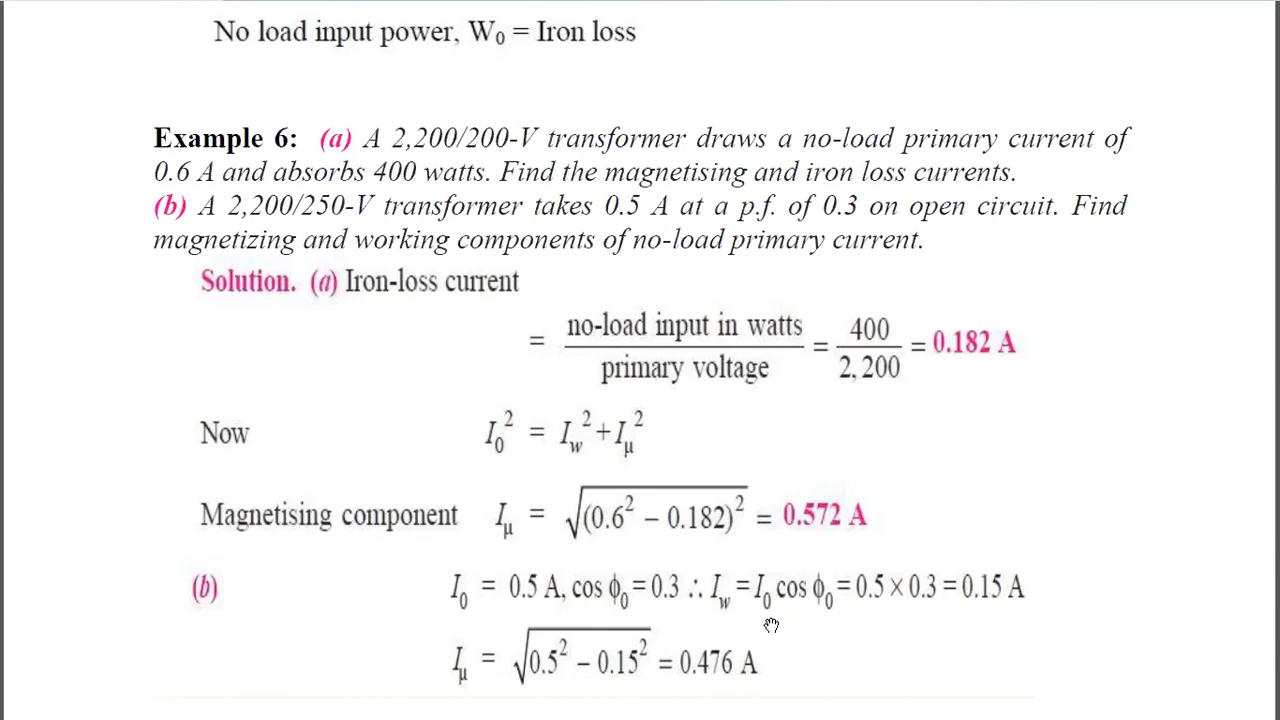 No load input power, W₀ = Iron loss
Example 6: (a) A 2,200/200-V transformer draws a no-load primary current of
0.6 A and absorbs 400 watts. Find the magnetising and iron loss currents.
(b) A 2,200/250-V transformer takes 0.5 A at a p.f. of 0.3 on open circuit. Find
magnetizing and working components of no-load primary current.
Solution. (a) Iron-loss current
= no-load input in watts / primary voltage = 400 / 2,200 = 0.182 A
Now I₀² = I_w² + I_μ²
Magnetising component I_μ = √(0.6² − 0.182)² = 0.572 A
(b) I₀ = 0.5 A, cos ϕ₀ = 0.3 ∴ I_w = I₀ cos ϕ₀ = 0.5 × 0.3 = 0.15 A
I_μ = √0.5² − 0.15² = 0.476 A